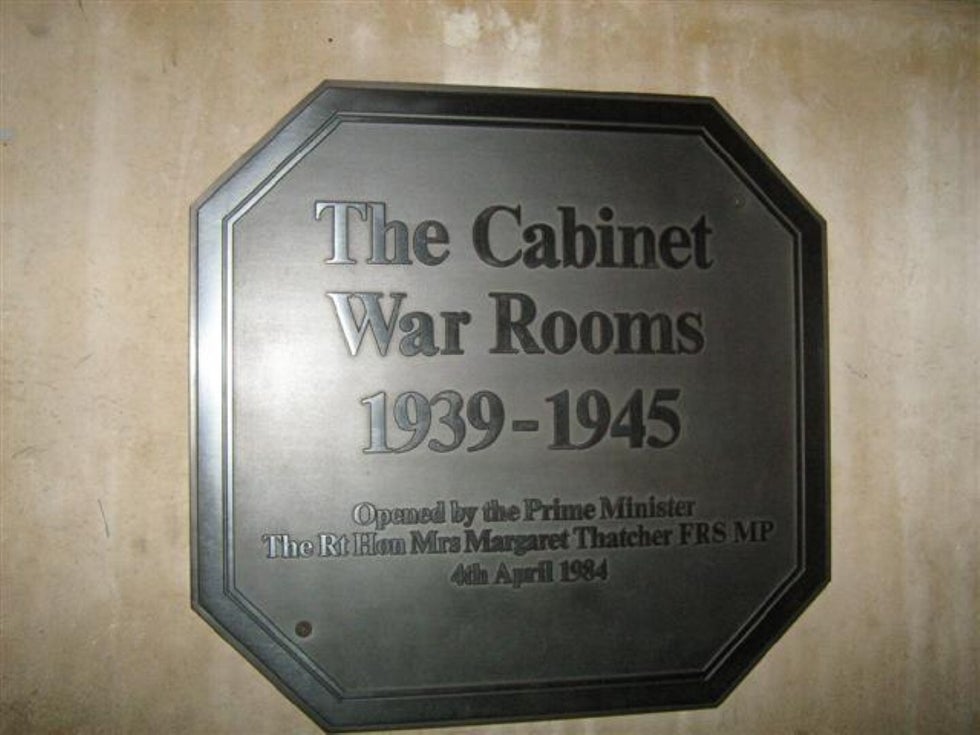 The Cabinet
War Rooms
1939-1945
Opened by the Prime Minister
The Rt Hon Mrs Margaret Thatcher FRS MP
4th April 1984